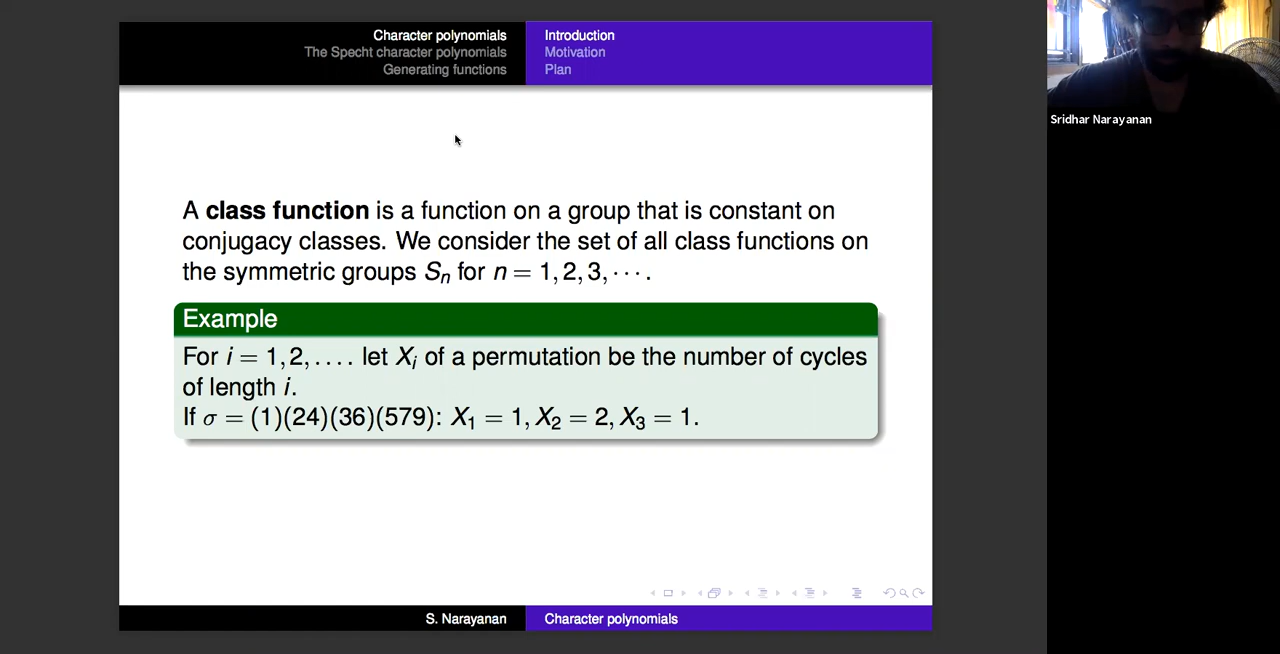 Character polynomials
The Specht character polynomials
Generating functions
Introduction
Motivation
Plan
Sridhar Narayanan
A class function is a function on a group that is constant on
conjugacy classes. We consider the set of all class functions on
the symmetric groups Sₙ for n = 1, 2, 3, ⋯.
Example
For i = 1, 2, .... let Xᵢ of a permutation be the number of cycles
of length i.
If σ = (1)(24)(36)(579): X₁ = 1, X₂ = 2, X₃ = 1.
S. Narayanan
Character polynomials